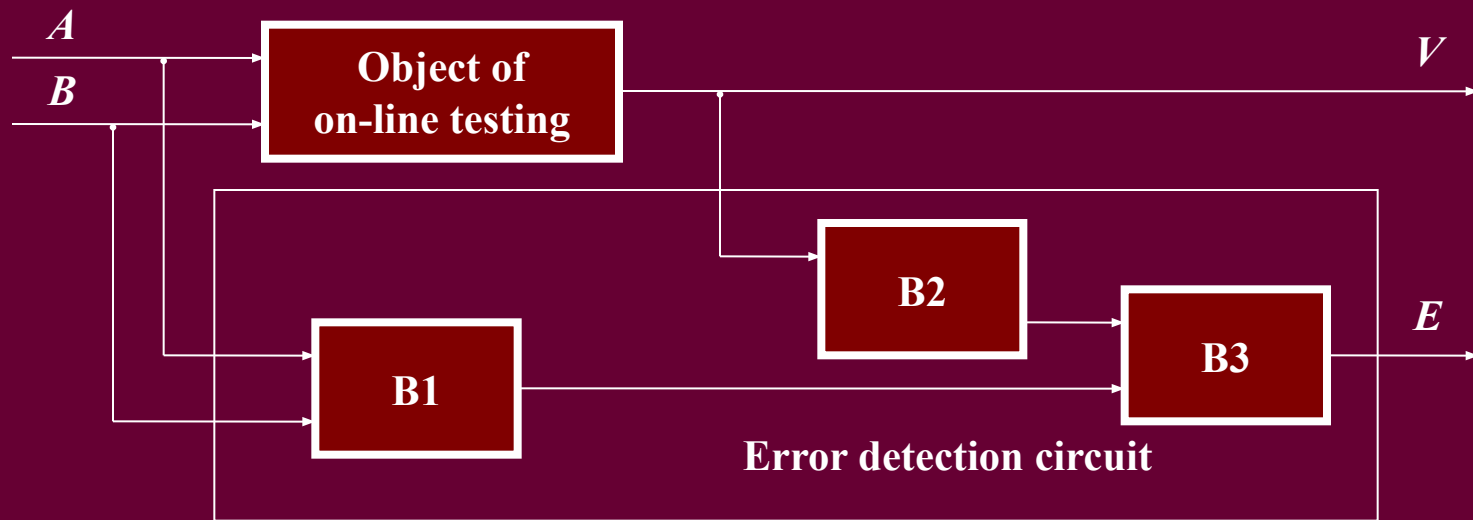 A
Object of
on-line testing
V
B
B2
B3
E
B1
Error detection circuit